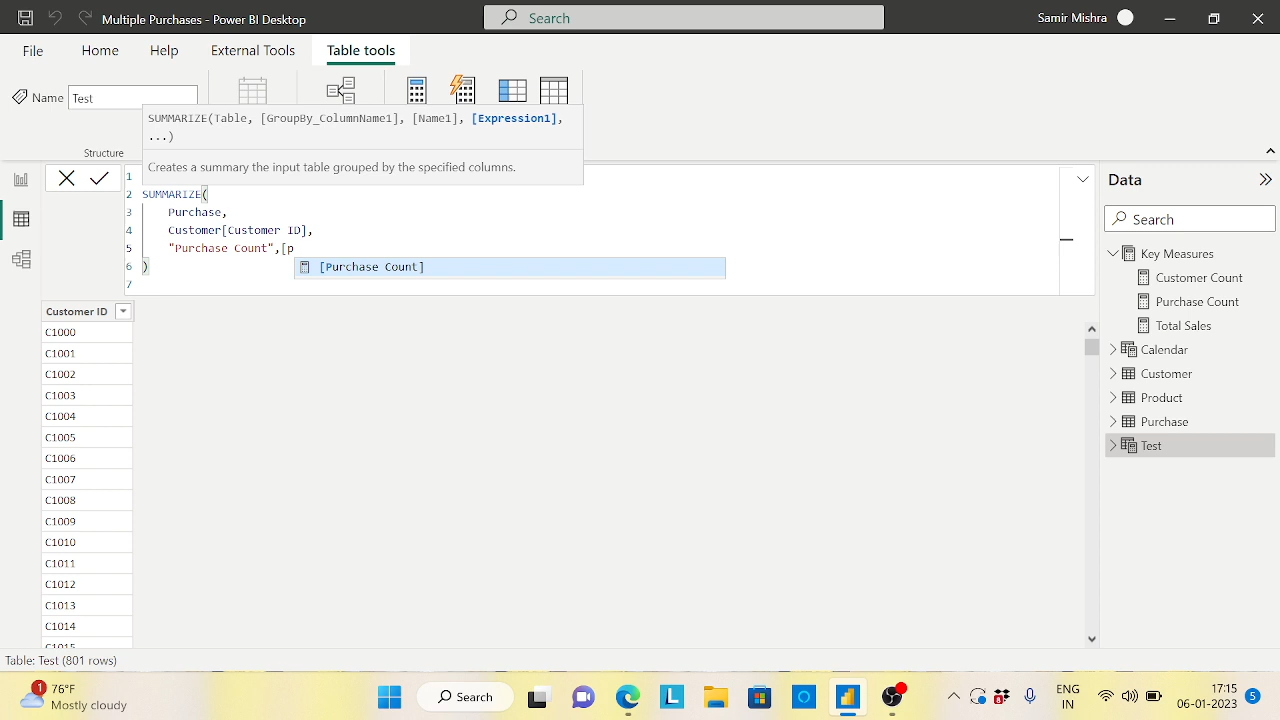 Multiple Purchases - Power BI Desktop
Search
Samir Mishra
File
Home
Help
External Tools
Table tools
Name
Test
Structure
SUMMARIZE(Table, [GroupBy_ColumnName1], [Name1], [Expression1],
...)
Creates a summary the input table grouped by the specified columns.
1
2 SUMMARIZE(
3 Purchase,
4 Customer[Customer ID],
5 "Purchase Count",[p
6 )
7
[Purchase Count]
Customer ID
C1000
C1001
C1002
C1003
C1004
C1005
C1006
C1007
C1008
C1009
C1010
C1011
C1012
C1013
C1014
C1015
Data
Search
Key Measures
Customer Count
Purchase Count
Total Sales
Calendar
Customer
Product
Purchase
Test
Table: Test (801 rows)
1
76°F
Mostly cloudy
Search
L
8
ENG
IN
17:15
06-01-2023
5